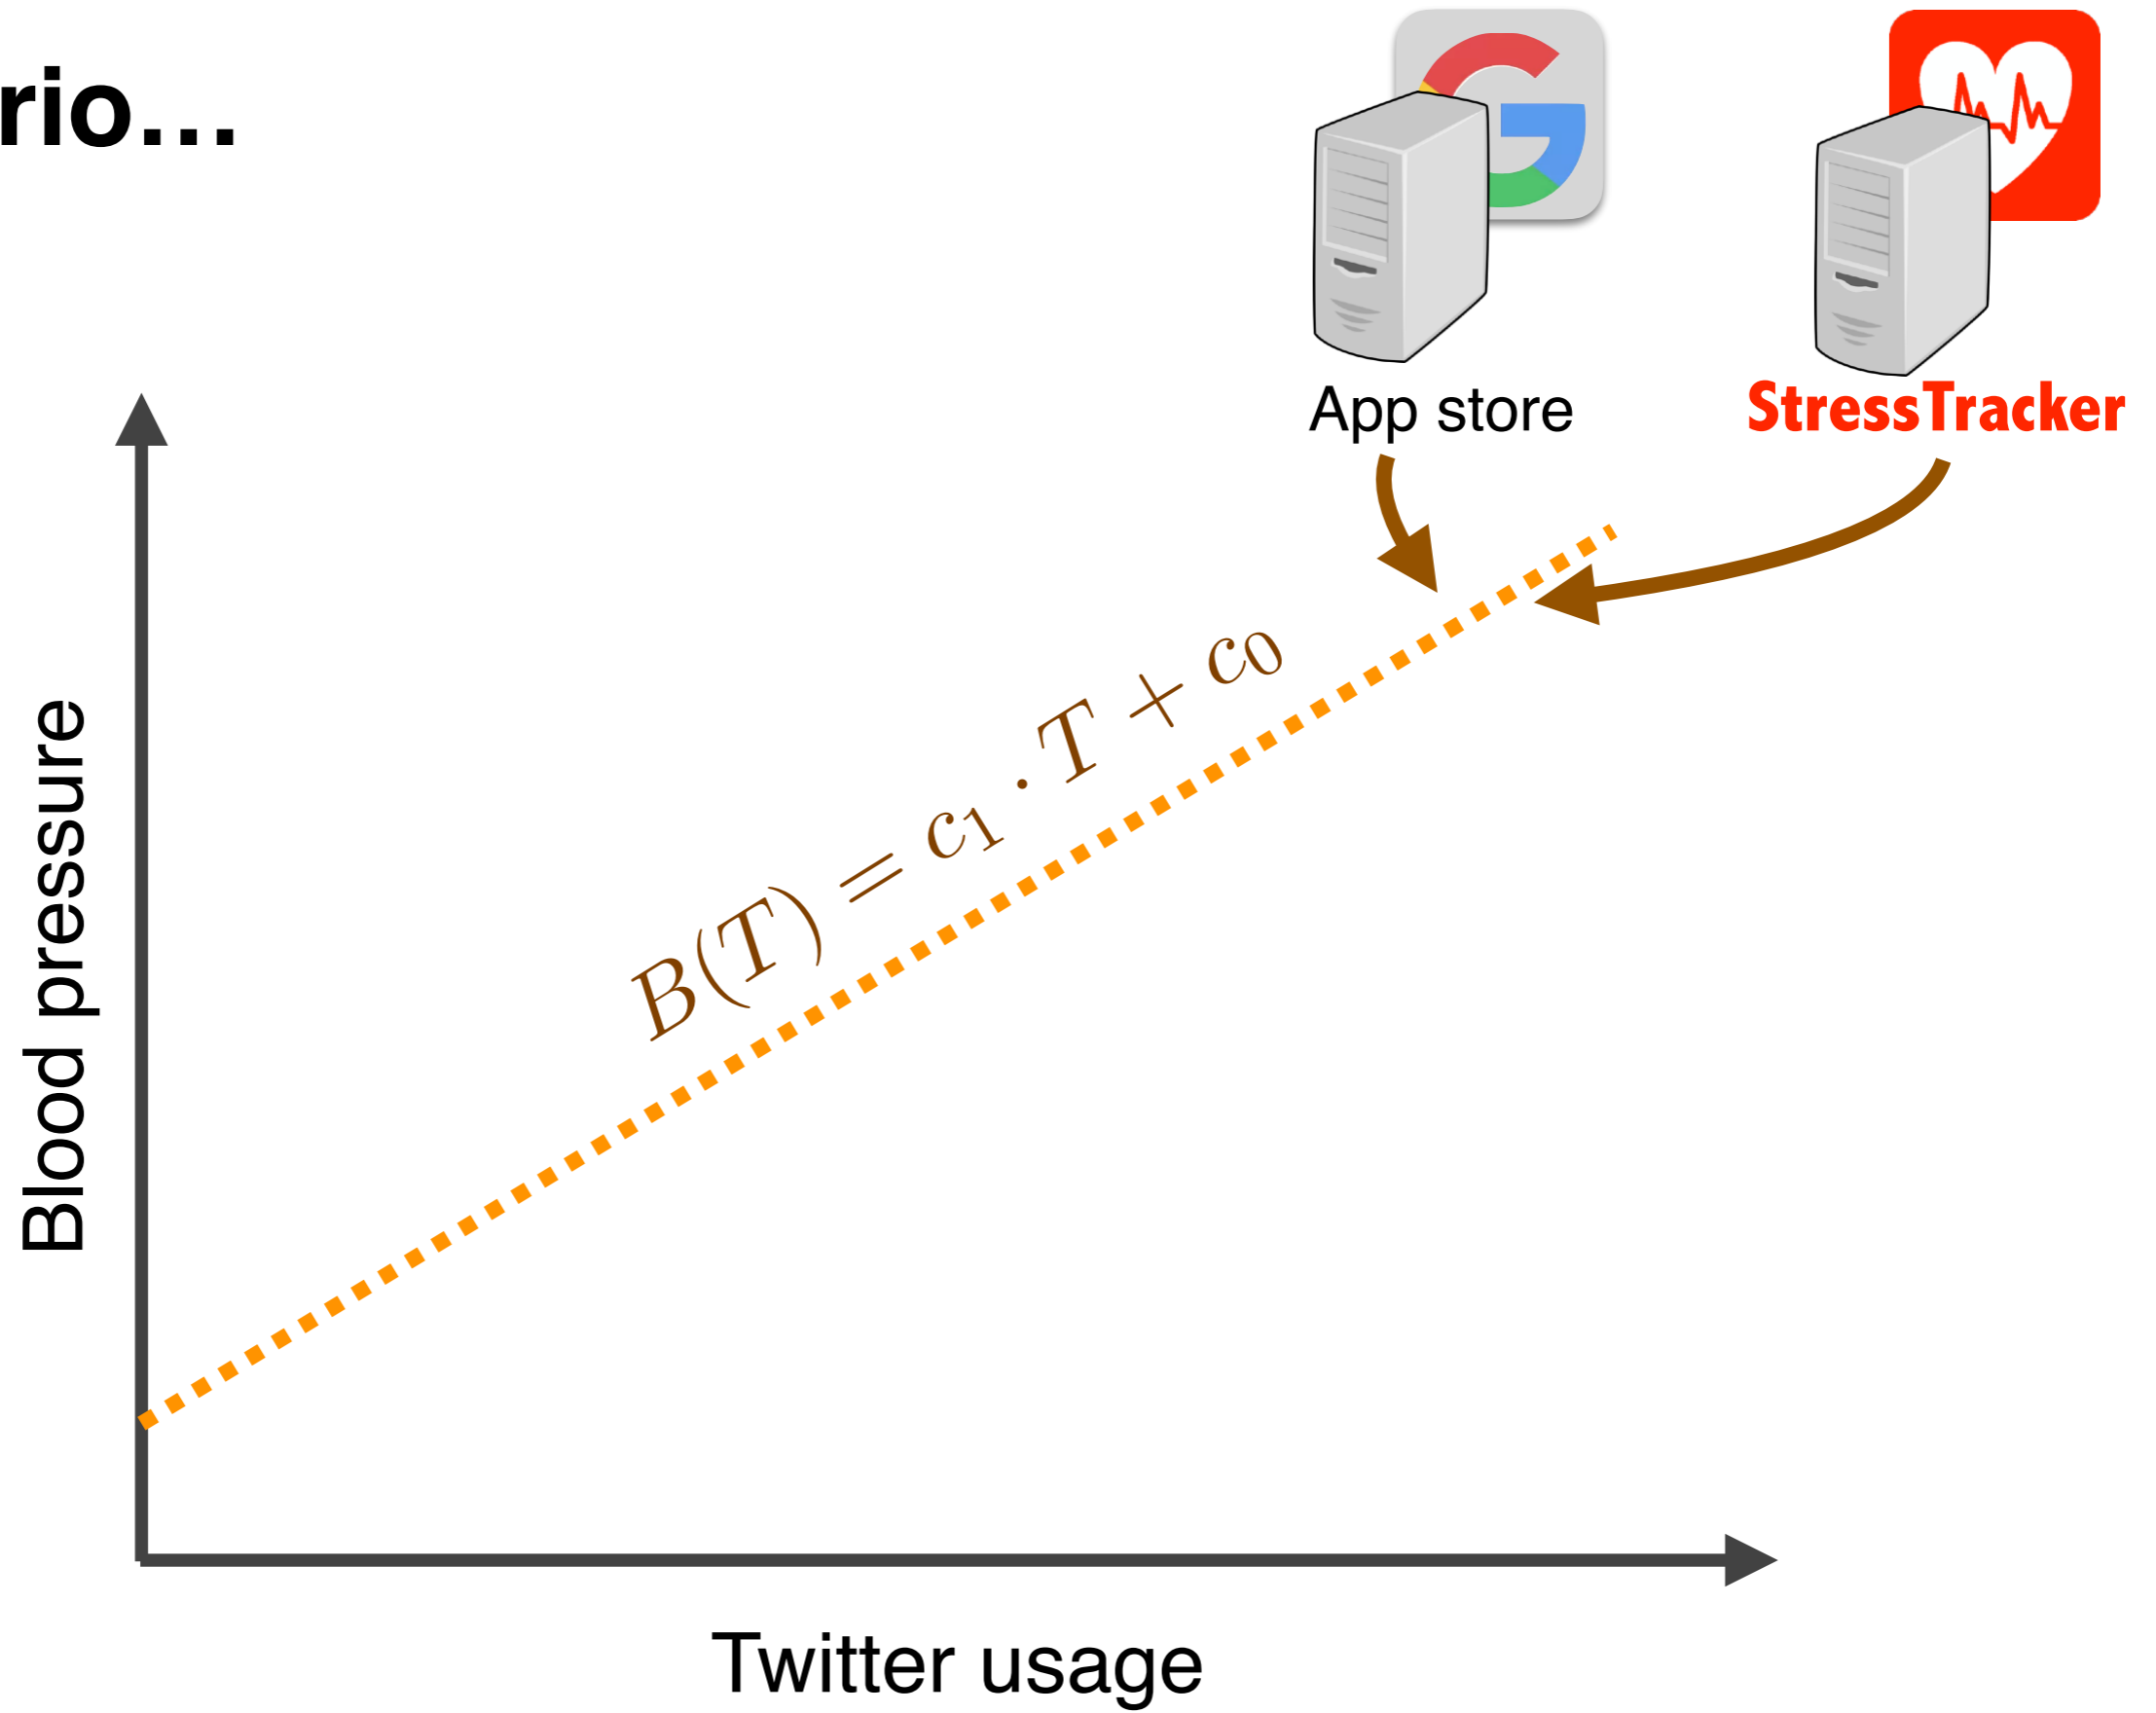 rio...
App store
StressTracker
B(T) = c₁ · T + c₀
Blood pressure
Twitter usage